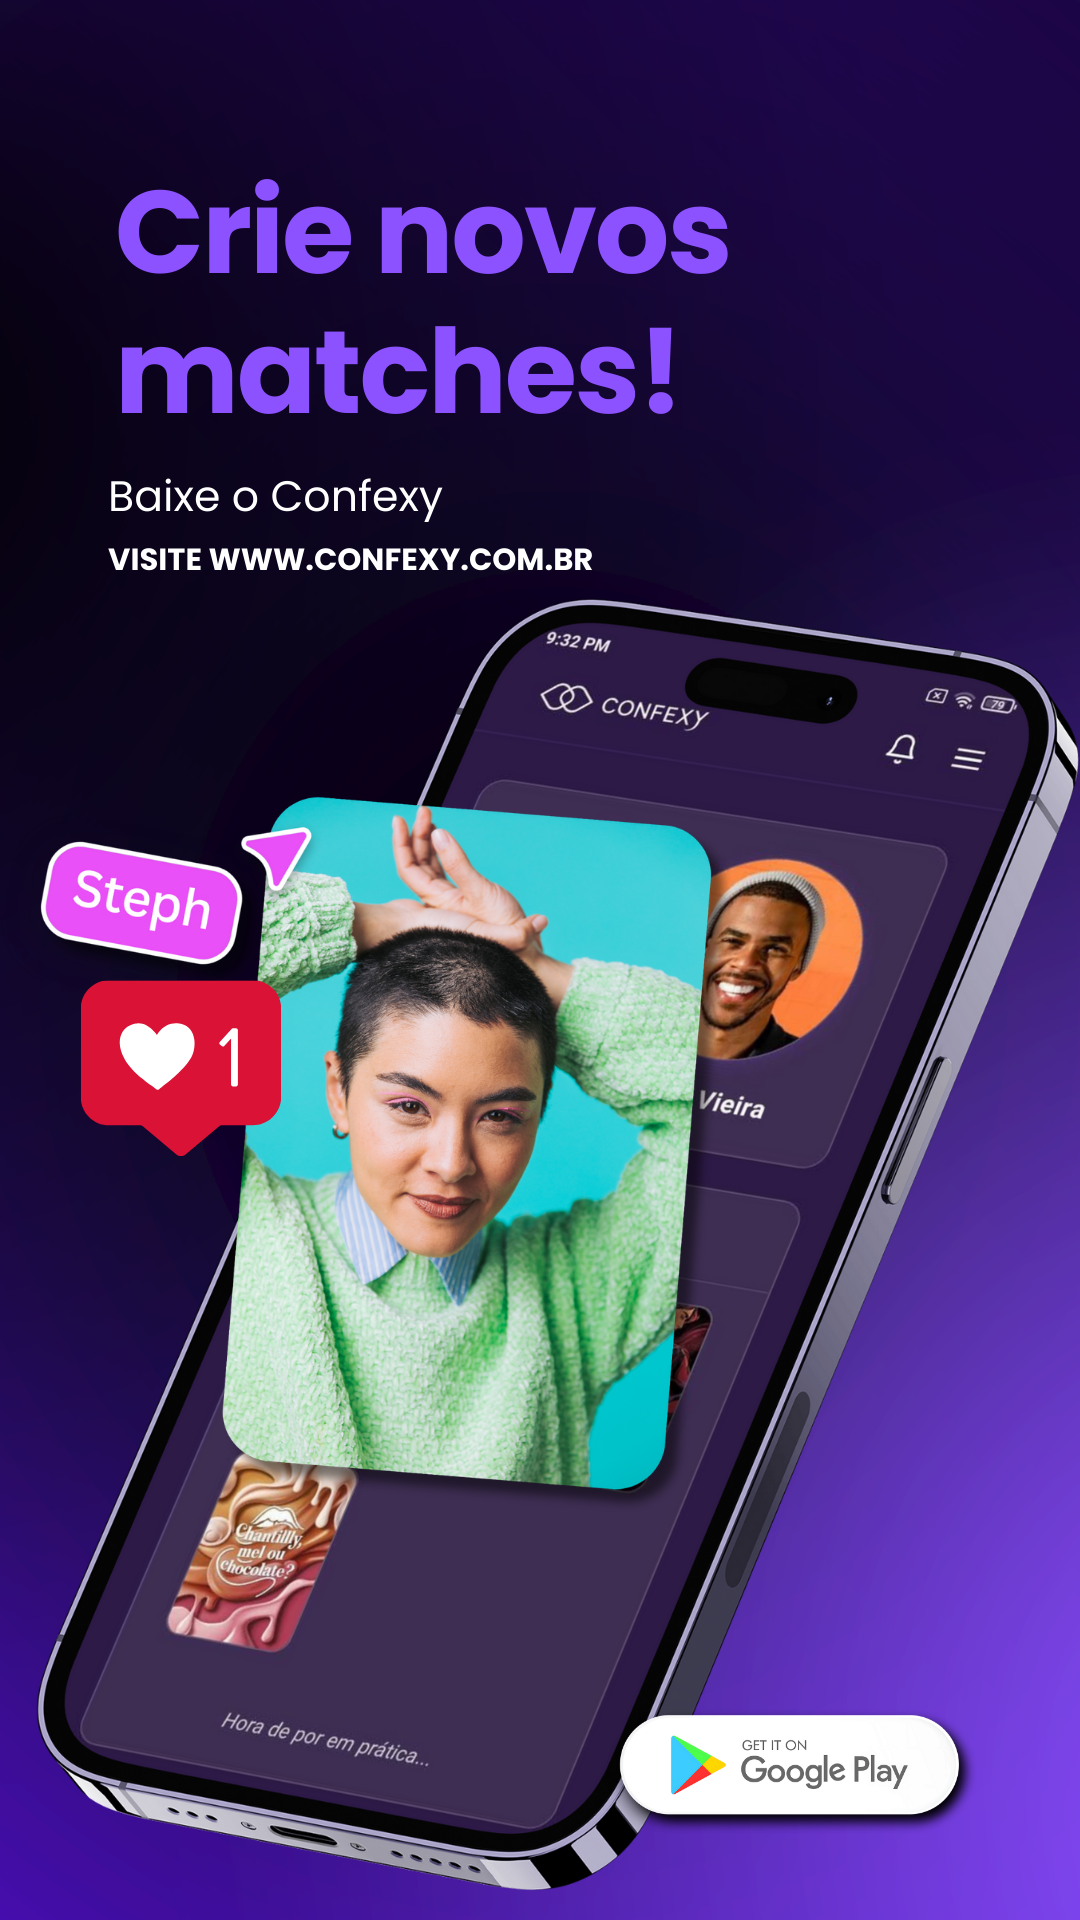 Crie novos
matches!
Baixe o Confexy
VISITE WWW.CONFEXY.COM.BR
9:32 PM
79
CONFEXY
Steph
1
Vieira
Chantilly,
mel ou
chocolate?
Hora de por em prática...
GET IT ON
Google Play